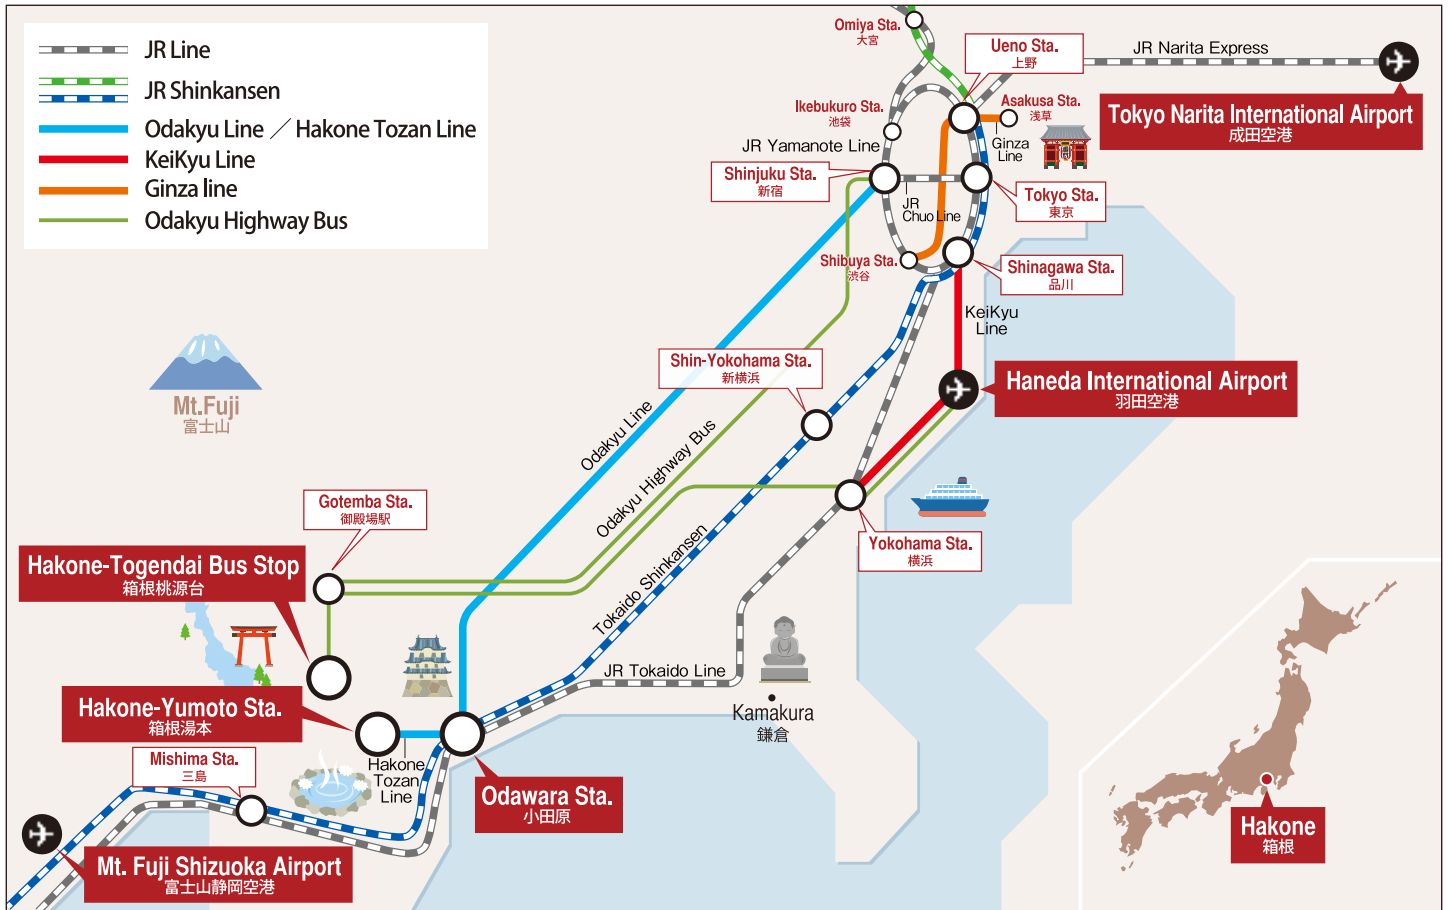 JR Line
JR Shinkansen
Odakyu Line ／ Hakone Tozan Line
KeiKyu Line
Ginza line
Odakyu Highway Bus
Omiya Sta.
大宮
Ueno Sta.
上野
JR Narita Express
Tokyo Narita International Airport
成田空港
Ikebukuro Sta.
池袋
Asakusa Sta.
浅草
JR Yamanote Line
Ginza
Line
Shinjuku Sta.
新宿
JR
Chuo Line
Tokyo Sta.
東京
Shibuya Sta.
渋谷
Shinagawa Sta.
品川
KeiKyu
Line
Shin-Yokohama Sta.
新横浜
Haneda International Airport
羽田空港
Mt.Fuji
富士山
Odakyu Line
Odakyu Highway Bus
Gotemba Sta.
御殿場駅
Yokohama Sta.
横浜
Hakone-Togendai Bus Stop
箱根桃源台
Tokaido Shinkansen
JR Tokaido Line
Kamakura
鎌倉
Hakone-Yumoto Sta.
箱根湯本
Mishima Sta.
三島
Hakone
Tozan
Line
Odawara Sta.
小田原
Mt. Fuji Shizuoka Airport
富士山静岡空港
Hakone
箱根